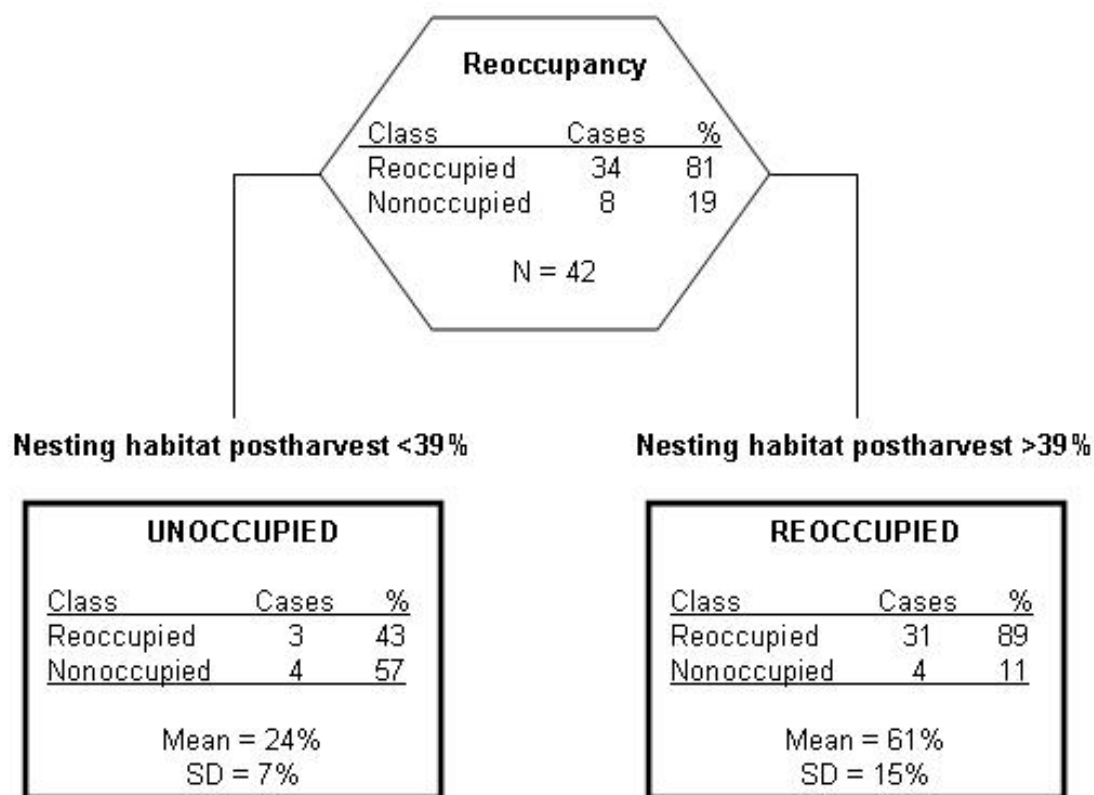 Reoccupancy
Class Cases %
Reoccupied 34 81
Nonoccupied 8 19
N = 42
Nesting habitat postharvest <39%
UNOCCUPIED
Class Cases %
Reoccupied 3 43
Nonoccupied 4 57
Mean = 24%
SD = 7%
Nesting habitat postharvest >39%
REOCCUPIED
Class Cases %
Reoccupied 31 89
Nonoccupied 4 11
Mean = 61%
SD = 15%